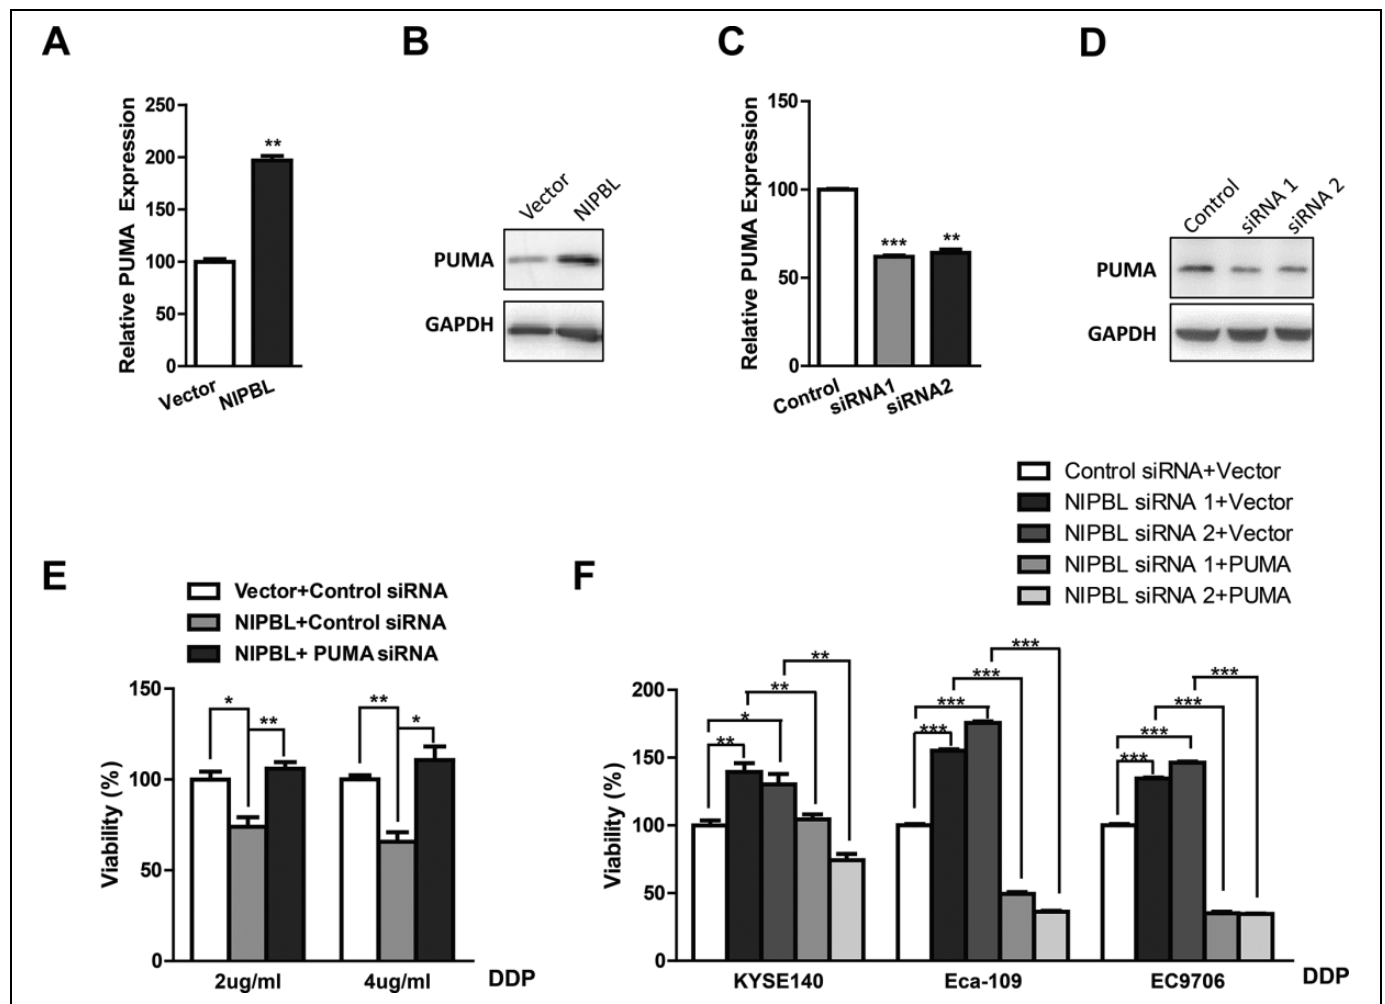 A
B
C
D
Relative PUMA Expression
250
200
150
100
50
0
**
Vector
NIPBL
Vector
NIPBL
PUMA
GAPDH
Relative PUMA Expression
150
100
50
0
***
**
Control
siRNA1
siRNA2
Control
siRNA 1
siRNA 2
PUMA
GAPDH
E
Vector+Control siRNA
NIPBL+Control siRNA
NIPBL+ PUMA siRNA
Viability (%)
150
100
50
0
*
**
**
*
2ug/ml
4ug/ml
DDP
F
Control siRNA+Vector
NIPBL siRNA 1+Vector
NIPBL siRNA 2+Vector
NIPBL siRNA 1+PUMA
NIPBL siRNA 2+PUMA
Viability (%)
200
150
100
50
0
**
*
**
**
***
***
***
***
***
***
***
***
KYSE140
Eca-109
EC9706
DDP